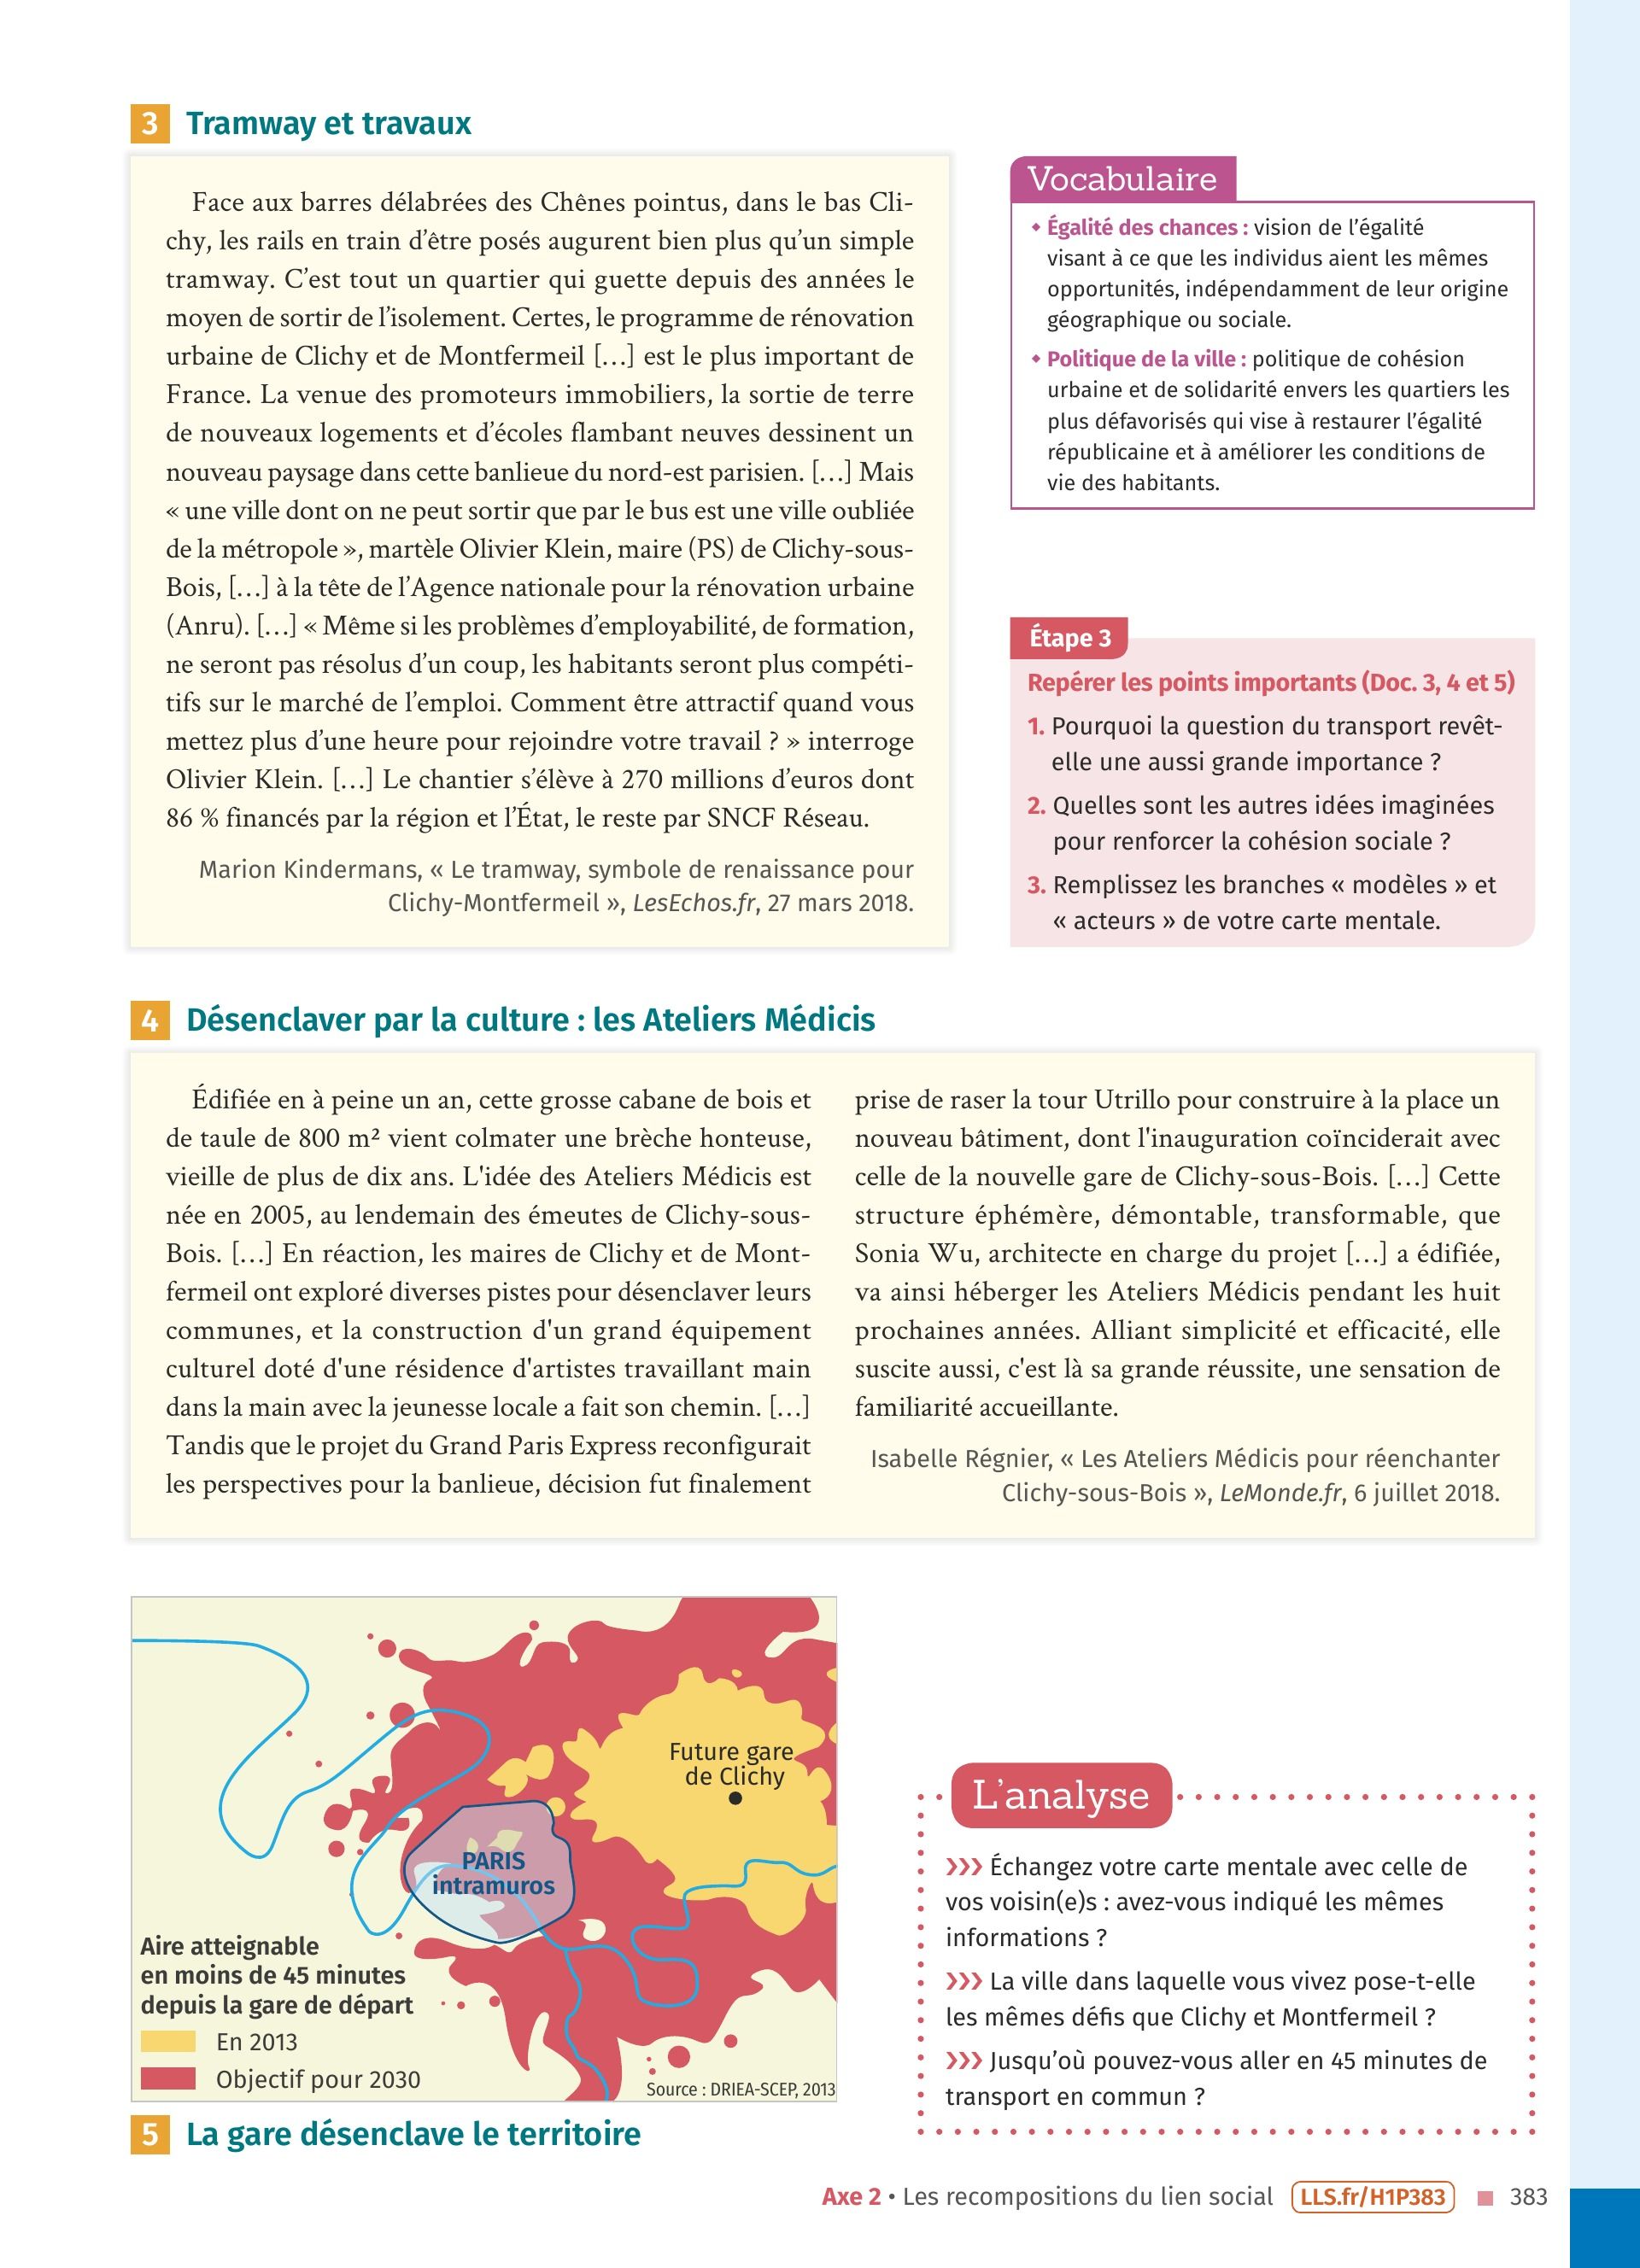 3 Tramway et travaux
Face aux barres délabrées des Chênes pointus, dans le bas Cli-
chy, les rails en train d’être posés augurent bien plus qu’un simple
tramway. C’est tout un quartier qui guette depuis des années le
moyen de sortir de l’isolement. Certes, le programme de rénovation
urbaine de Clichy et de Montfermeil […] est le plus important de
France. La venue des promoteurs immobiliers, la sortie de terre
de nouveaux logements et d’écoles flambant neuves dessinent un
nouveau paysage dans cette banlieue du nord-est parisien. […] Mais
« une ville dont on ne peut sortir que par le bus est une ville oubliée
de la métropole », martèle Olivier Klein, maire (PS) de Clichy-sous-
Bois, […] à la tête de l’Agence nationale pour la rénovation urbaine
(Anru). […] « Même si les problèmes d’employabilité, de formation,
ne seront pas résolus d’un coup, les habitants seront plus compéti-
tifs sur le marché de l’emploi. Comment être attractif quand vous
mettez plus d’une heure pour rejoindre votre travail ? » interroge
Olivier Klein. […] Le chantier s’élève à 270 millions d’euros dont
86 % financés par la région et l’État, le reste par SNCF Réseau.
Marion Kindermans, « Le tramway, symbole de renaissance pour
Clichy-Montfermeil », LesEchos.fr, 27 mars 2018.
Vocabulaire
• Égalité des chances : vision de l’égalité
visant à ce que les individus aient les mêmes
opportunités, indépendamment de leur origine
géographique ou sociale.
• Politique de la ville : politique de cohésion
urbaine et de solidarité envers les quartiers les
plus défavorisés qui vise à restaurer l’égalité
républicaine et à améliorer les conditions de
vie des habitants.
Étape 3
Repérer les points importants (Doc. 3, 4 et 5)
1. Pourquoi la question du transport revêt-
elle une aussi grande importance ?
2. Quelles sont les autres idées imaginées
pour renforcer la cohésion sociale ?
3. Remplissez les branches « modèles » et
« acteurs » de votre carte mentale.
4 Désenclaver par la culture : les Ateliers Médicis
Édifiée en à peine un an, cette grosse cabane de bois et
de taule de 800 m² vient colmater une brèche honteuse,
vieille de plus de dix ans. L'idée des Ateliers Médicis est
née en 2005, au lendemain des émeutes de Clichy-sous-
Bois. […] En réaction, les maires de Clichy et de Mont-
fermeil ont exploré diverses pistes pour désenclaver leurs
communes, et la construction d'un grand équipement
culturel doté d'une résidence d'artistes travaillant main
dans la main avec la jeunesse locale a fait son chemin. […]
Tandis que le projet du Grand Paris Express reconfigurait
les perspectives pour la banlieue, décision fut finalement
prise de raser la tour Utrillo pour construire à la place un
nouveau bâtiment, dont l'inauguration coïnciderait avec
celle de la nouvelle gare de Clichy-sous-Bois. […] Cette
structure éphémère, démontable, transformable, que
Sonia Wu, architecte en charge du projet […] a édifiée,
va ainsi héberger les Ateliers Médicis pendant les huit
prochaines années. Alliant simplicité et efficacité, elle
suscite aussi, c'est là sa grande réussite, une sensation de
familiarité accueillante.
Isabelle Régnier, « Les Ateliers Médicis pour réenchanter
Clichy-sous-Bois », LeMonde.fr, 6 juillet 2018.
Future gare
de Clichy
PARIS
intramuros
Aire atteignable
en moins de 45 minutes
depuis la gare de départ
En 2013
Objectif pour 2030
Source : DRIEA-SCEP, 2013
5 La gare désenclave le territoire
L’analyse
››› Échangez votre carte mentale avec celle de
vos voisin(e)s : avez-vous indiqué les mêmes
informations ?
››› La ville dans laquelle vous vivez pose-t-elle
les mêmes défis que Clichy et Montfermeil ?
››› Jusqu’où pouvez-vous aller en 45 minutes de
transport en commun ?
Axe 2 • Les recompositions du lien social LLS.fr/H1P383 383